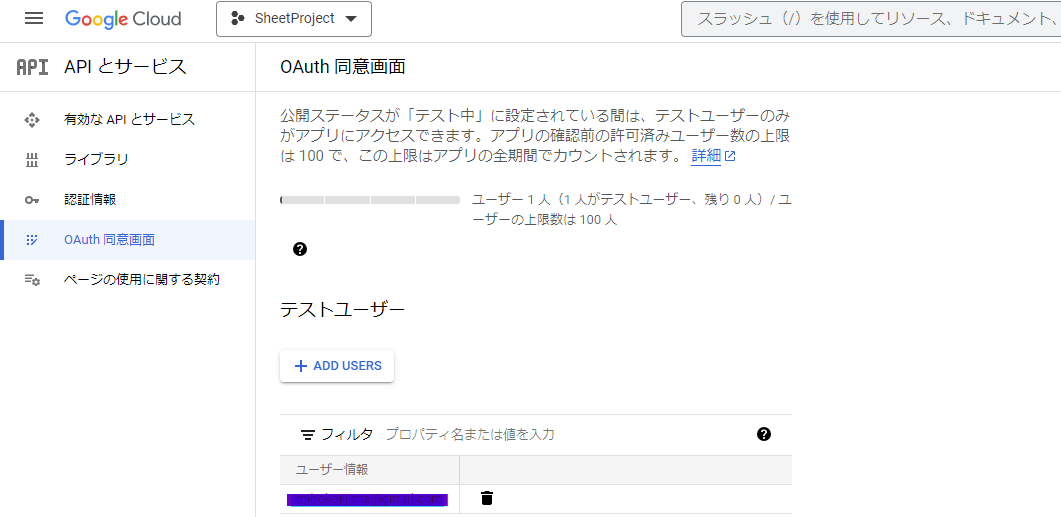 Google Cloud
SheetProject
スラッシュ（/）を使用してリソース、ドキュメント、
API API とサービス
OAuth 同意画面
有効な API とサービス
ライブラリ
認証情報
OAuth 同意画面
ページの使用に関する契約
公開ステータスが「テスト中」に設定されている間は、テストユーザーのみ
がアプリにアクセスできます。アプリの確認前の許可済みユーザー数の上限
は 100 で、この上限はアプリの全期間でカウントされます。 詳細
ユーザー 1 人（1 人がテストユーザー、残り 0 人）/ ユ
ーザーの上限数は 100 人
テストユーザー
ADD USERS
フィルタ プロパティ名または値を入力
ユーザー情報